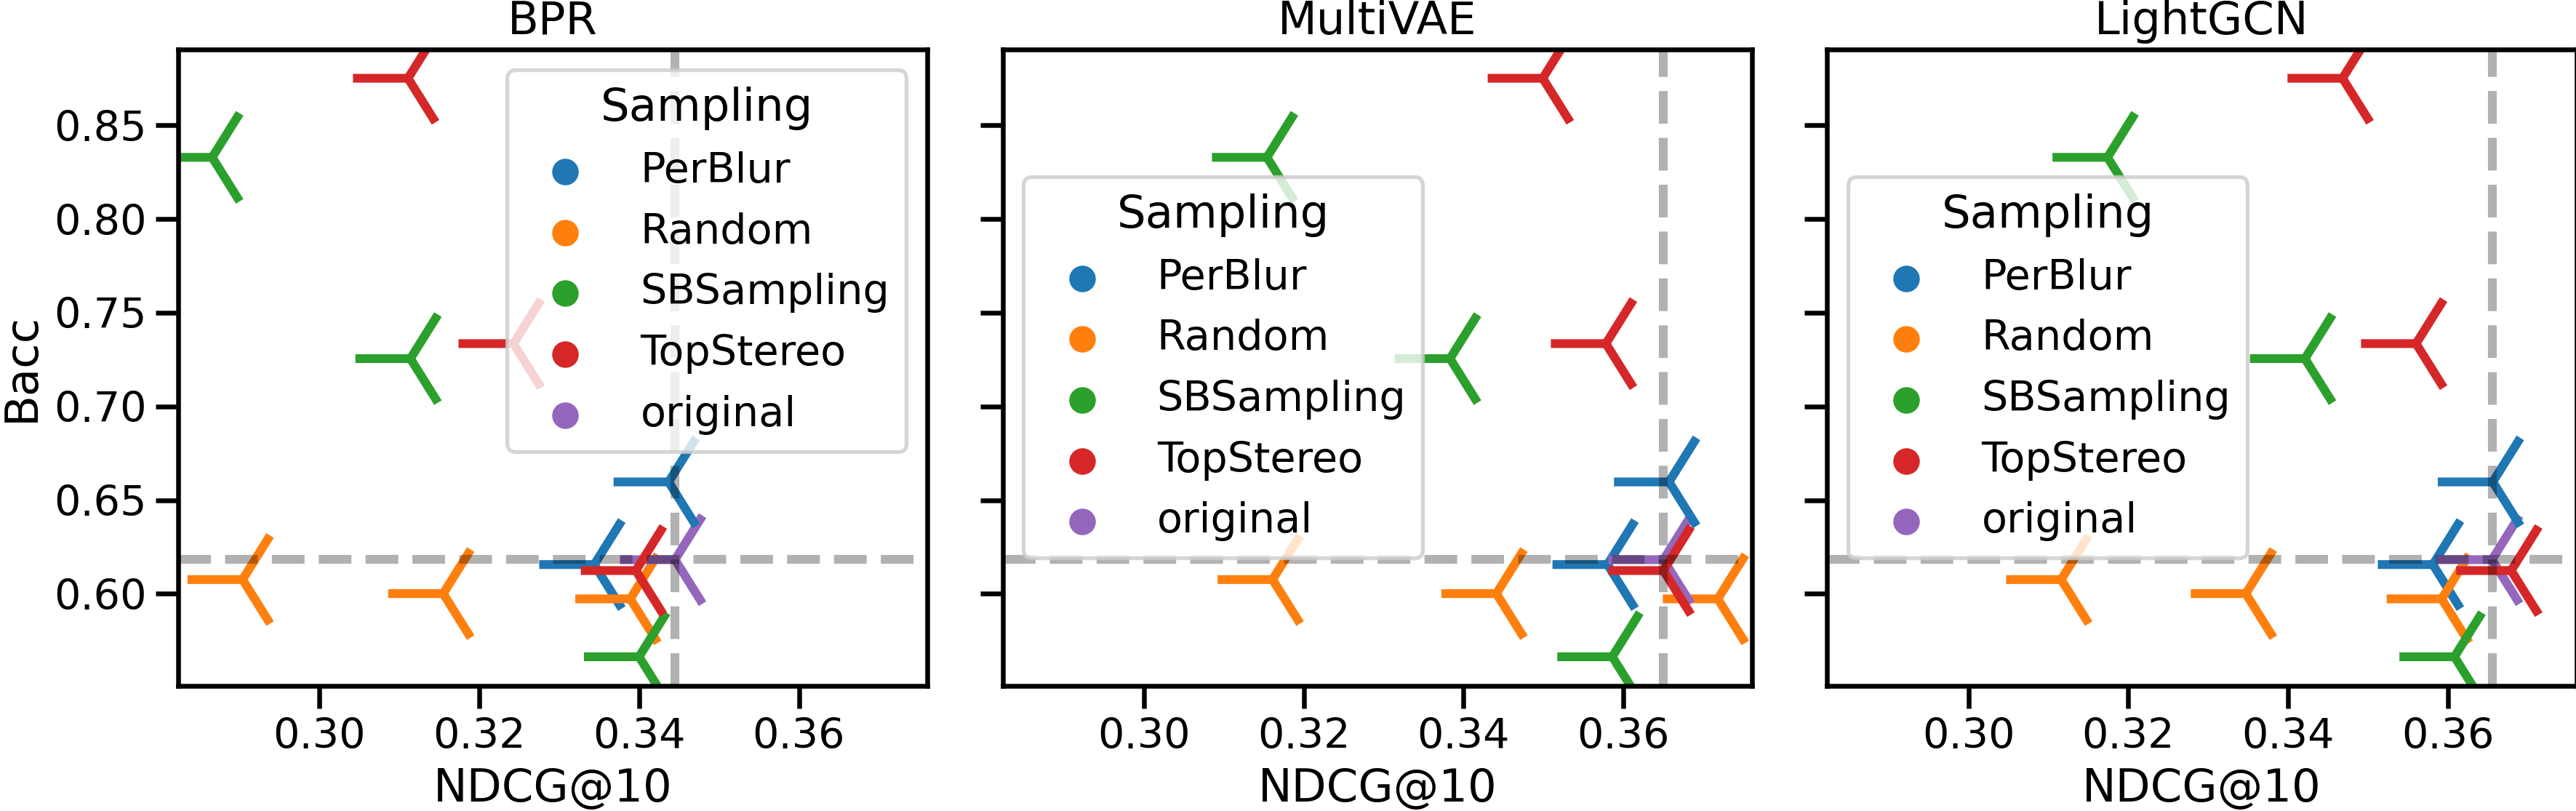 BPR
MultiVAE
LightGCN
Bacc
0.85
0.80
0.75
0.70
0.65
0.60
Sampling
PerBlur
Random
SBSampling
TopStereo
original
0.30
0.32
0.34
0.36
NDCG@10
Sampling
PerBlur
Random
SBSampling
TopStereo
original
0.30
0.32
0.34
0.36
NDCG@10
Sampling
PerBlur
Random
SBSampling
TopStereo
original
0.30
0.32
0.34
0.36
NDCG@10